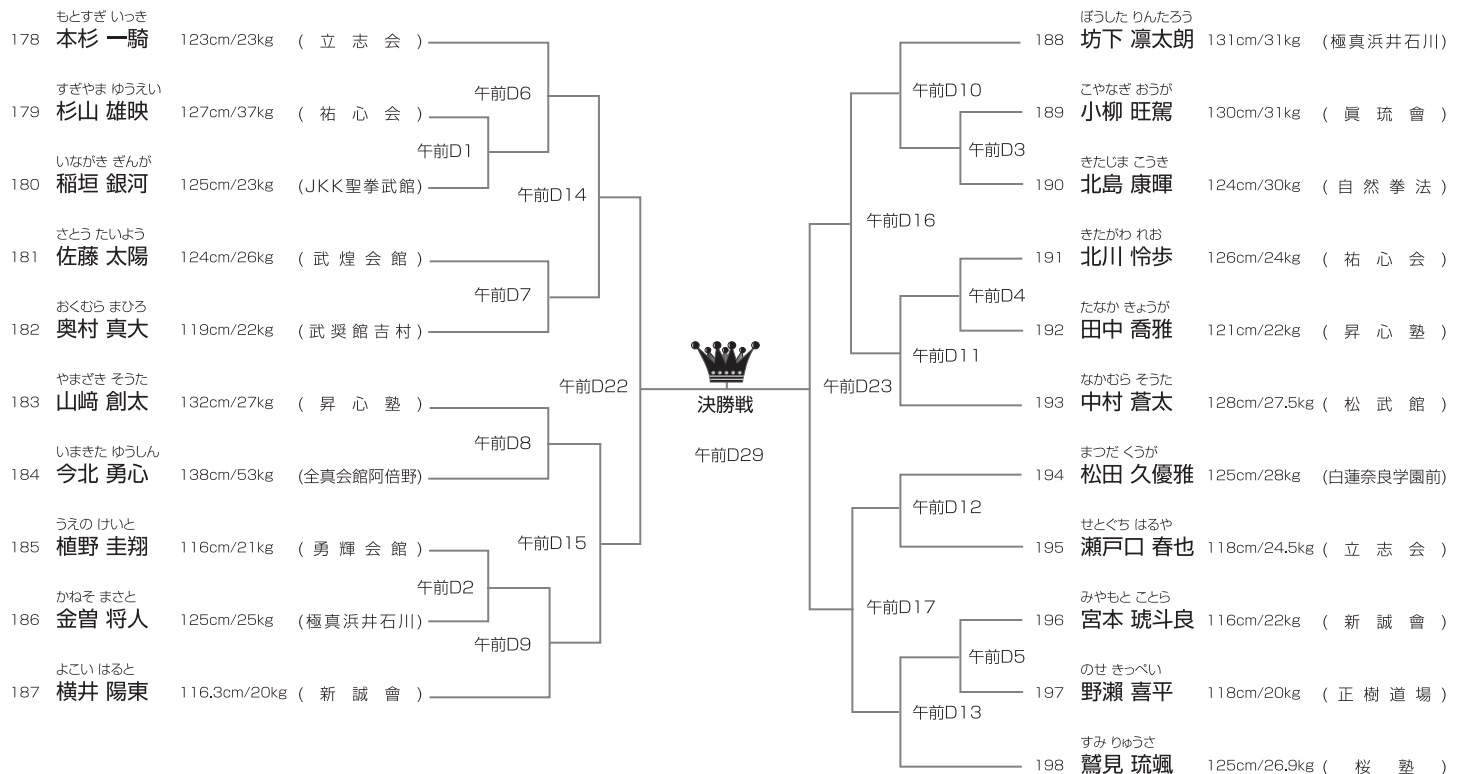 もとすぎ いっき
178 本杉 一騎 123cm/23kg ( 立 志 会 )
すぎやま ゆうえい
179 杉山 雄映 127cm/37kg ( 祐 心 会 )
いながき ぎんが
180 稲垣 銀河 125cm/23kg (JKK聖拳武館)
さとう たいよう
181 佐藤 太陽 124cm/26kg ( 武 煌 会 館 )
おくむら まひろ
182 奥村 真大 119cm/22kg ( 武 奨 館 吉 村 )
やまざき そうた
183 山﨑 創太 132cm/27kg ( 昇 心 塾 )
いまきた ゆうしん
184 今北 勇心 138cm/53kg (全真会館阿倍野)
うえの けいと
185 植野 圭翔 116cm/21kg ( 勇 輝 会 館 )
かねそ まさと
186 金曽 将人 125cm/25kg (極真浜井石川)
よこい はると
187 横井 陽東 116.3cm/20kg ( 新 誠 會 )
午前D6
午前D1
午前D14
午前D7
午前D22
午前D8
午前D15
午前D2
午前D9
決勝戦
午前D29
午前D10
午前D3
午前D16
午前D4
午前D11
午前D23
午前D12
午前D17
午前D5
午前D13
ぼうした りんたろう
188 坊下 凛太朗 131cm/31kg (極真浜井石川)
こやなぎ おうが
189 小柳 旺駕 130cm/31kg ( 眞 琉 會 )
きたじま こうき
190 北島 康暉 124cm/30kg ( 自 然 拳 法 )
きたがわ れお
191 北川 怜歩 126cm/24kg ( 祐 心 会 )
たなか きょうが
192 田中 喬雅 121cm/22kg ( 昇 心 塾 )
なかむら そうた
193 中村 蒼太 128cm/27.5kg ( 松 武 館 )
まつだ くうが
194 松田 久優雅 125cm/28kg (白蓮奈良学園前)
せとぐち はるや
195 瀬戸口 春也 118cm/24.5kg ( 立 志 会 )
みやもと ことら
196 宮本 琥斗良 116cm/22kg ( 新 誠 會 )
のせ きっぺい
197 野瀨 喜平 118cm/20kg ( 正 樹 道 場 )
すみ りゅうさ
198 鷲見 琉颯 125cm/26.9kg ( 桜 塾 )